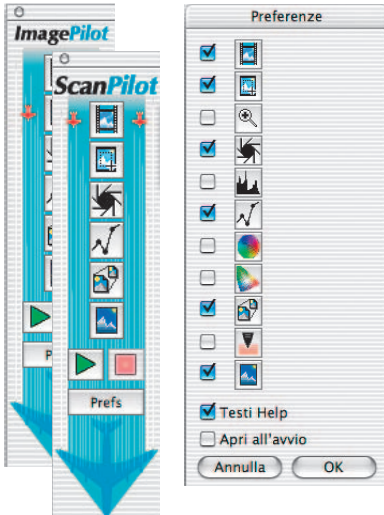 ImagePilot
ScanPilot
Prefs
Preferenze
Testi Help
Apri all'avvio
Annulla
OK